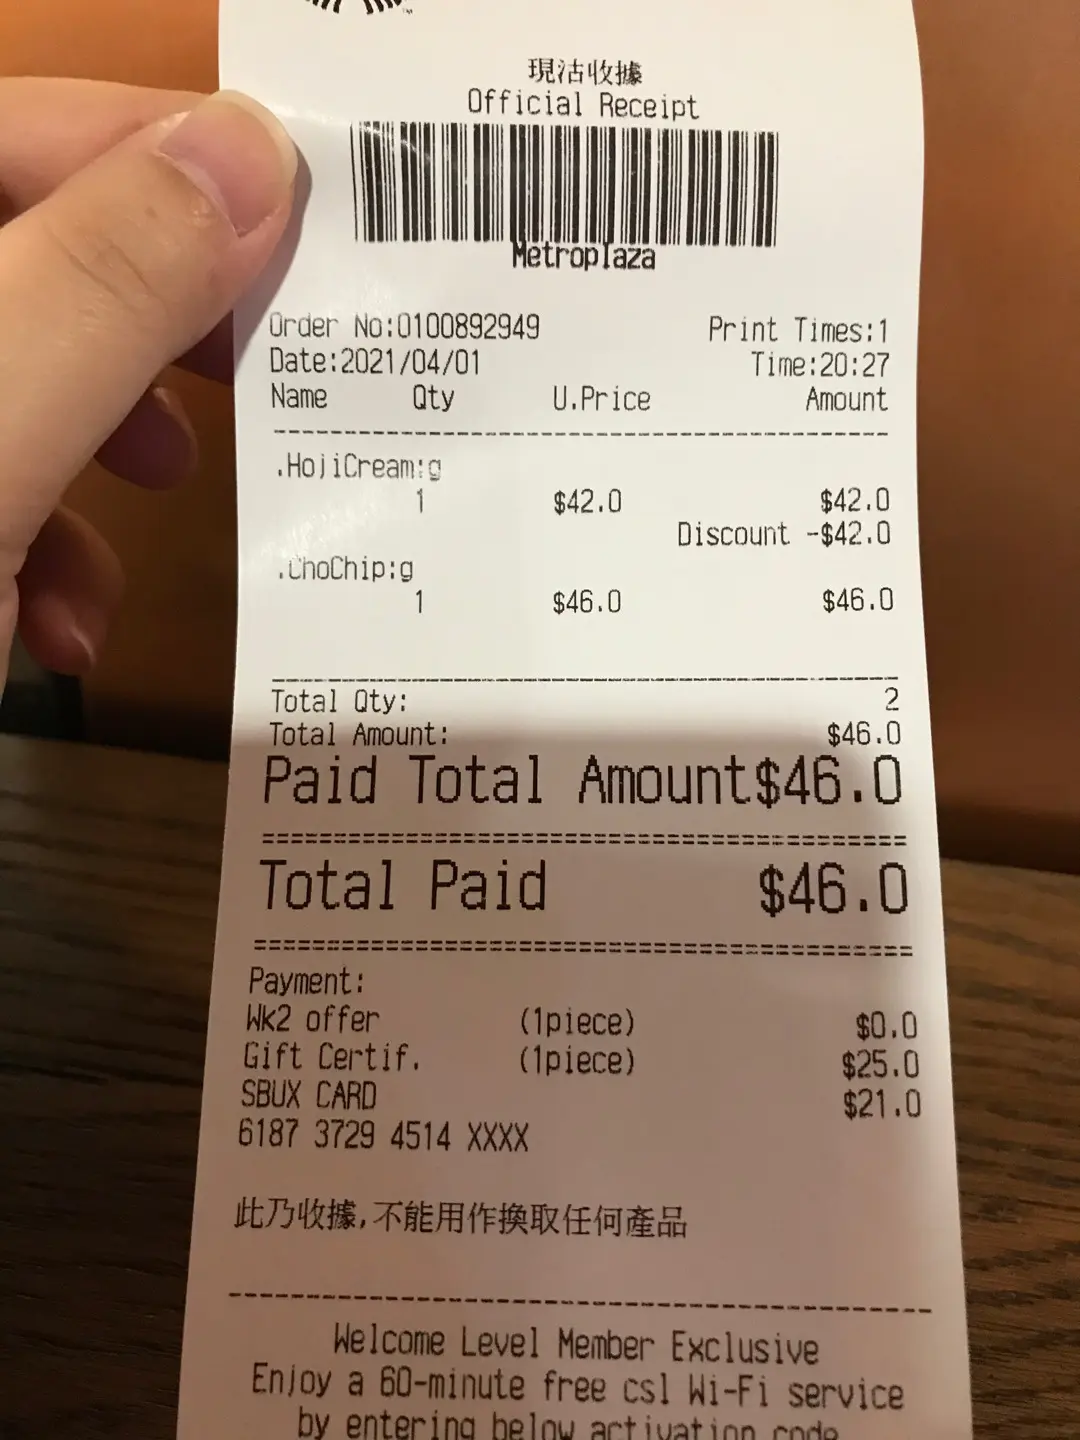 現沽收據
Official Receipt
Metroplaza
Order No:0100892949 Print Times:1
Date:2021/04/01 Time:20:27
Name Qty U.Price Amount
.HojiCream:g
1 $42.0 $42.0
Discount -$42.0
.ChoChip:g
1 $46.0 $46.0
Total Qty: 2
Total Amount: $46.0
Paid Total Amount$46.0
Total Paid $46.0
Payment:
Wk2 offer (1piece) $0.0
Gift Certif. (1piece) $25.0
SBUX CARD $21.0
6187 3729 4514 XXXX
此乃收據,不能用作換取任何產品
Welcome Level Member Exclusive
Enjoy a 60-minute free csl Wi-Fi service
by entering below activation code